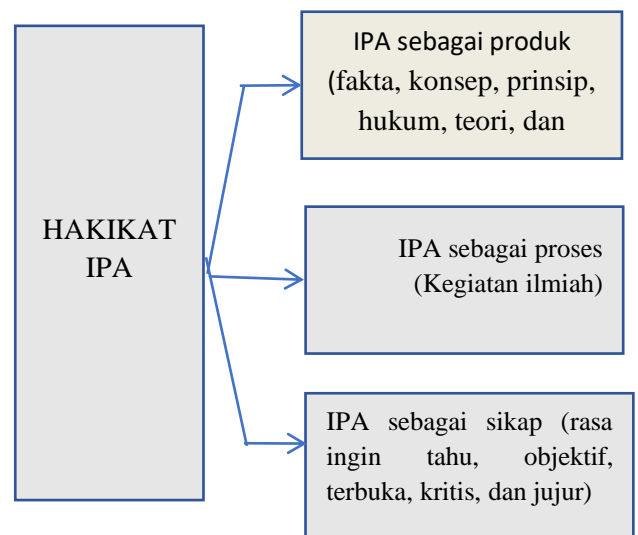 IPA sebagai produk
(fakta, konsep, prinsip,
hukum, teori, dan
HAKIKAT
IPA
IPA sebagai proses
(Kegiatan ilmiah)
IPA sebagai sikap (rasa
ingin tahu, objektif,
terbuka, kritis, dan jujur)